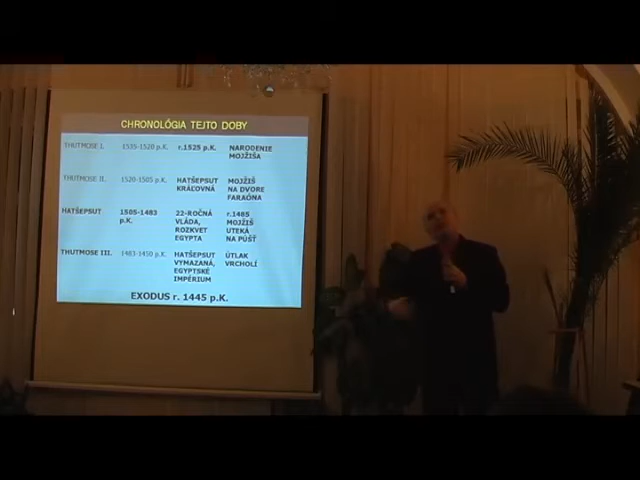 CHRONOLÓGIA TEJTO DOBY
THUTMOSE I. 1535-1520 p.K. r.1525 p.K. NARODENIE
MOJŽIŠA
THUTMOSE II. 1520-1505 p.K. HATŠEPSUT MOJŽIŠ
KRÁĽOVNÁ NA DVORE
FARAÓNA
HATŠEPSUT 1505-1483 22-ROČNÁ r.1485
p.K. VLÁDA, MOJŽIŠ
ROZKVET UTEKÁ
EGYPTA NA PÚŠŤ
THUTMOSE III. 1483-1450 p.K. HATŠEPSUT ÚTLAK
VYMAZANÁ, VRCHOLÍ
EGYPTSKÉ
IMPÉRIUM
EXODUS r. 1445 p.K.